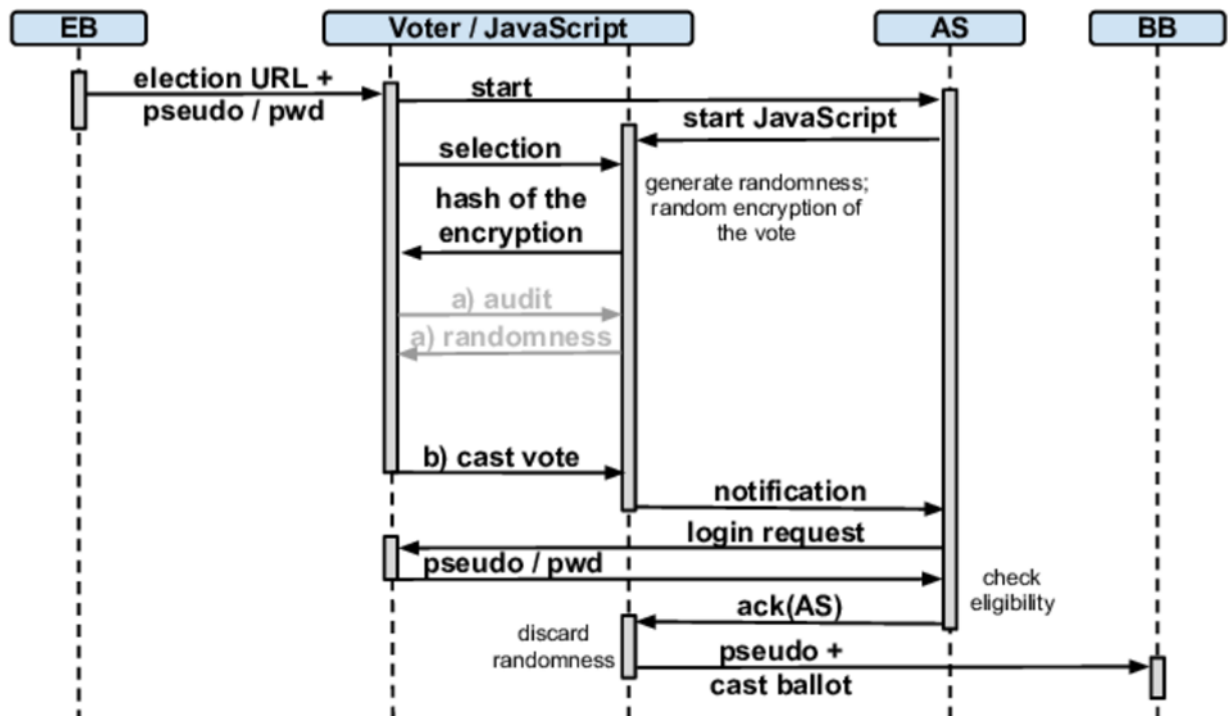 EB
Voter / JavaScript
AS
BB
election URL +
pseudo / pwd
start
start JavaScript
selection
generate randomness;
random encryption of
the vote
hash of the
encryption
a) audit
a) randomness
b) cast vote
notification
login request
pseudo / pwd
check
eligibility
ack(AS)
discard
randomness
pseudo +
cast ballot